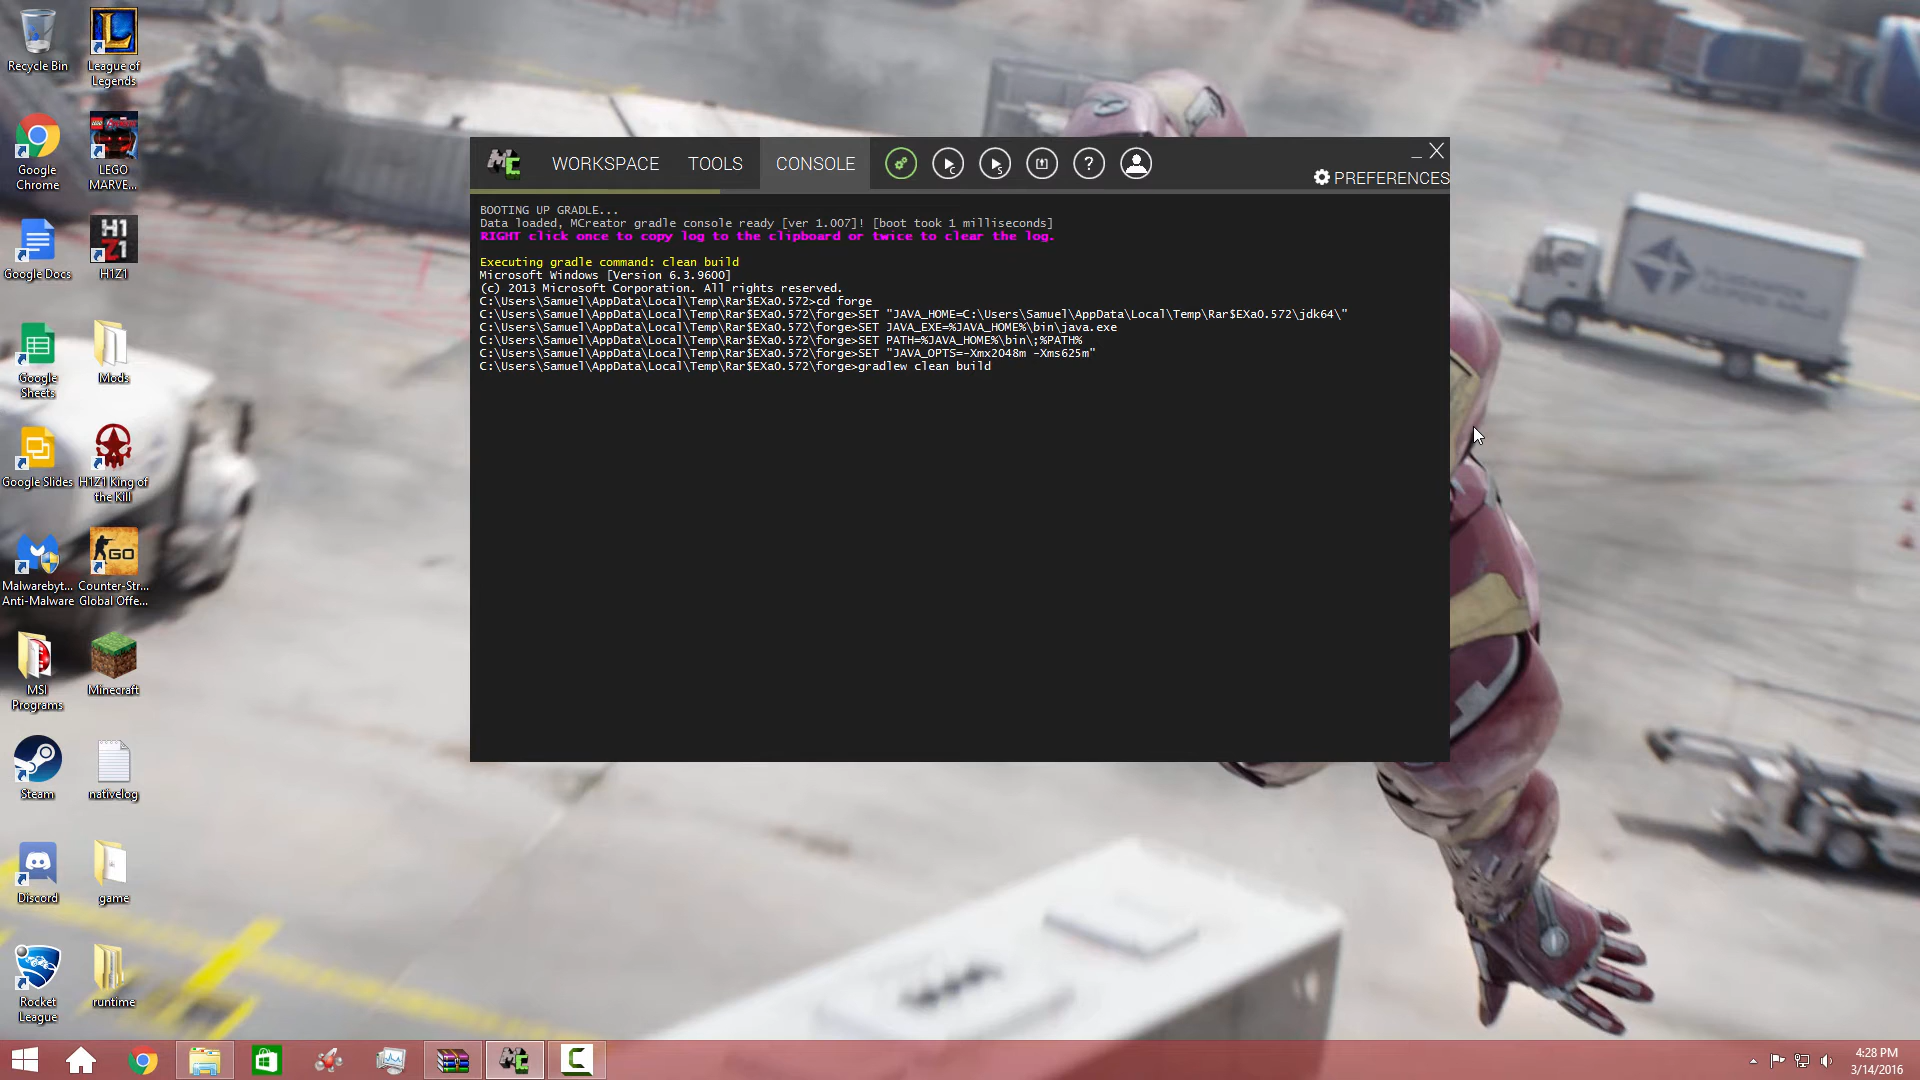 Recycle Bin
League of
Legends
Google
Chrome
LEGO
MARVE...
Google Docs
H1Z1
Google
Sheets
Mods
Google Slides
H1Z1 King of
the Kill
Malwarebyt...
Anti-Malware
Counter-Str...
Global Offe...
MSI
Programs
Minecraft
Steam
nativelog
Discord
game
Rocket
League
runtime
WORKSPACE
TOOLS
CONSOLE
PREFERENCES
BOOTING UP GRADLE...
Data loaded, MCreator gradle console ready [ver 1.007]! [boot took 1 milliseconds]
RIGHT click once to copy log to the clipboard or twice to clear the log.
Executing gradle command: clean build
Microsoft Windows [Version 6.3.9600]
(c) 2013 Microsoft Corporation. All rights reserved.
C:\Users\Samuel\AppData\Local\Temp\Rar$EXa0.572>cd forge
C:\Users\Samuel\AppData\Local\Temp\Rar$EXa0.572\forge>SET "JAVA_HOME=C:\Users\Samuel\AppData\Local\Temp\Rar$EXa0.572\jdk64\"
C:\Users\Samuel\AppData\Local\Temp\Rar$EXa0.572\forge>SET JAVA_EXE=%JAVA_HOME%\bin\java.exe
C:\Users\Samuel\AppData\Local\Temp\Rar$EXa0.572\forge>SET PATH=%JAVA_HOME%\bin\;%PATH%
C:\Users\Samuel\AppData\Local\Temp\Rar$EXa0.572\forge>SET "JAVA_OPTS=-Xmx2048m -Xms625m"
C:\Users\Samuel\AppData\Local\Temp\Rar$EXa0.572\forge>gradlew clean build
4:28 PM
3/14/2016